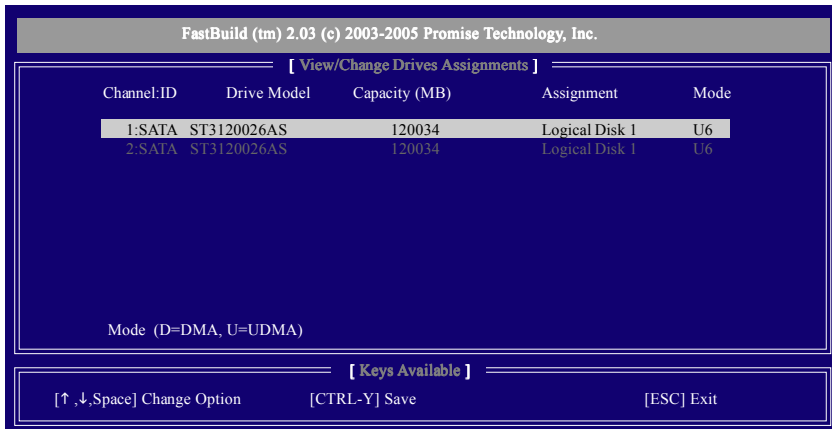 FastBuild (tm) 2.03 (c) 2003-2005 Promise Technology, Inc.
[ View/Change Drives Assignments ]
Channel:ID Drive Model Capacity (MB) Assignment Mode
1:SATA ST3120026AS 120034 Logical Disk 1 U6
2:SATA ST3120026AS 120034 Logical Disk 1 U6
Mode (D=DMA, U=UDMA)
[ Keys Available ]
[↑ ,↓,Space] Change Option [CTRL-Y] Save [ESC] Exit